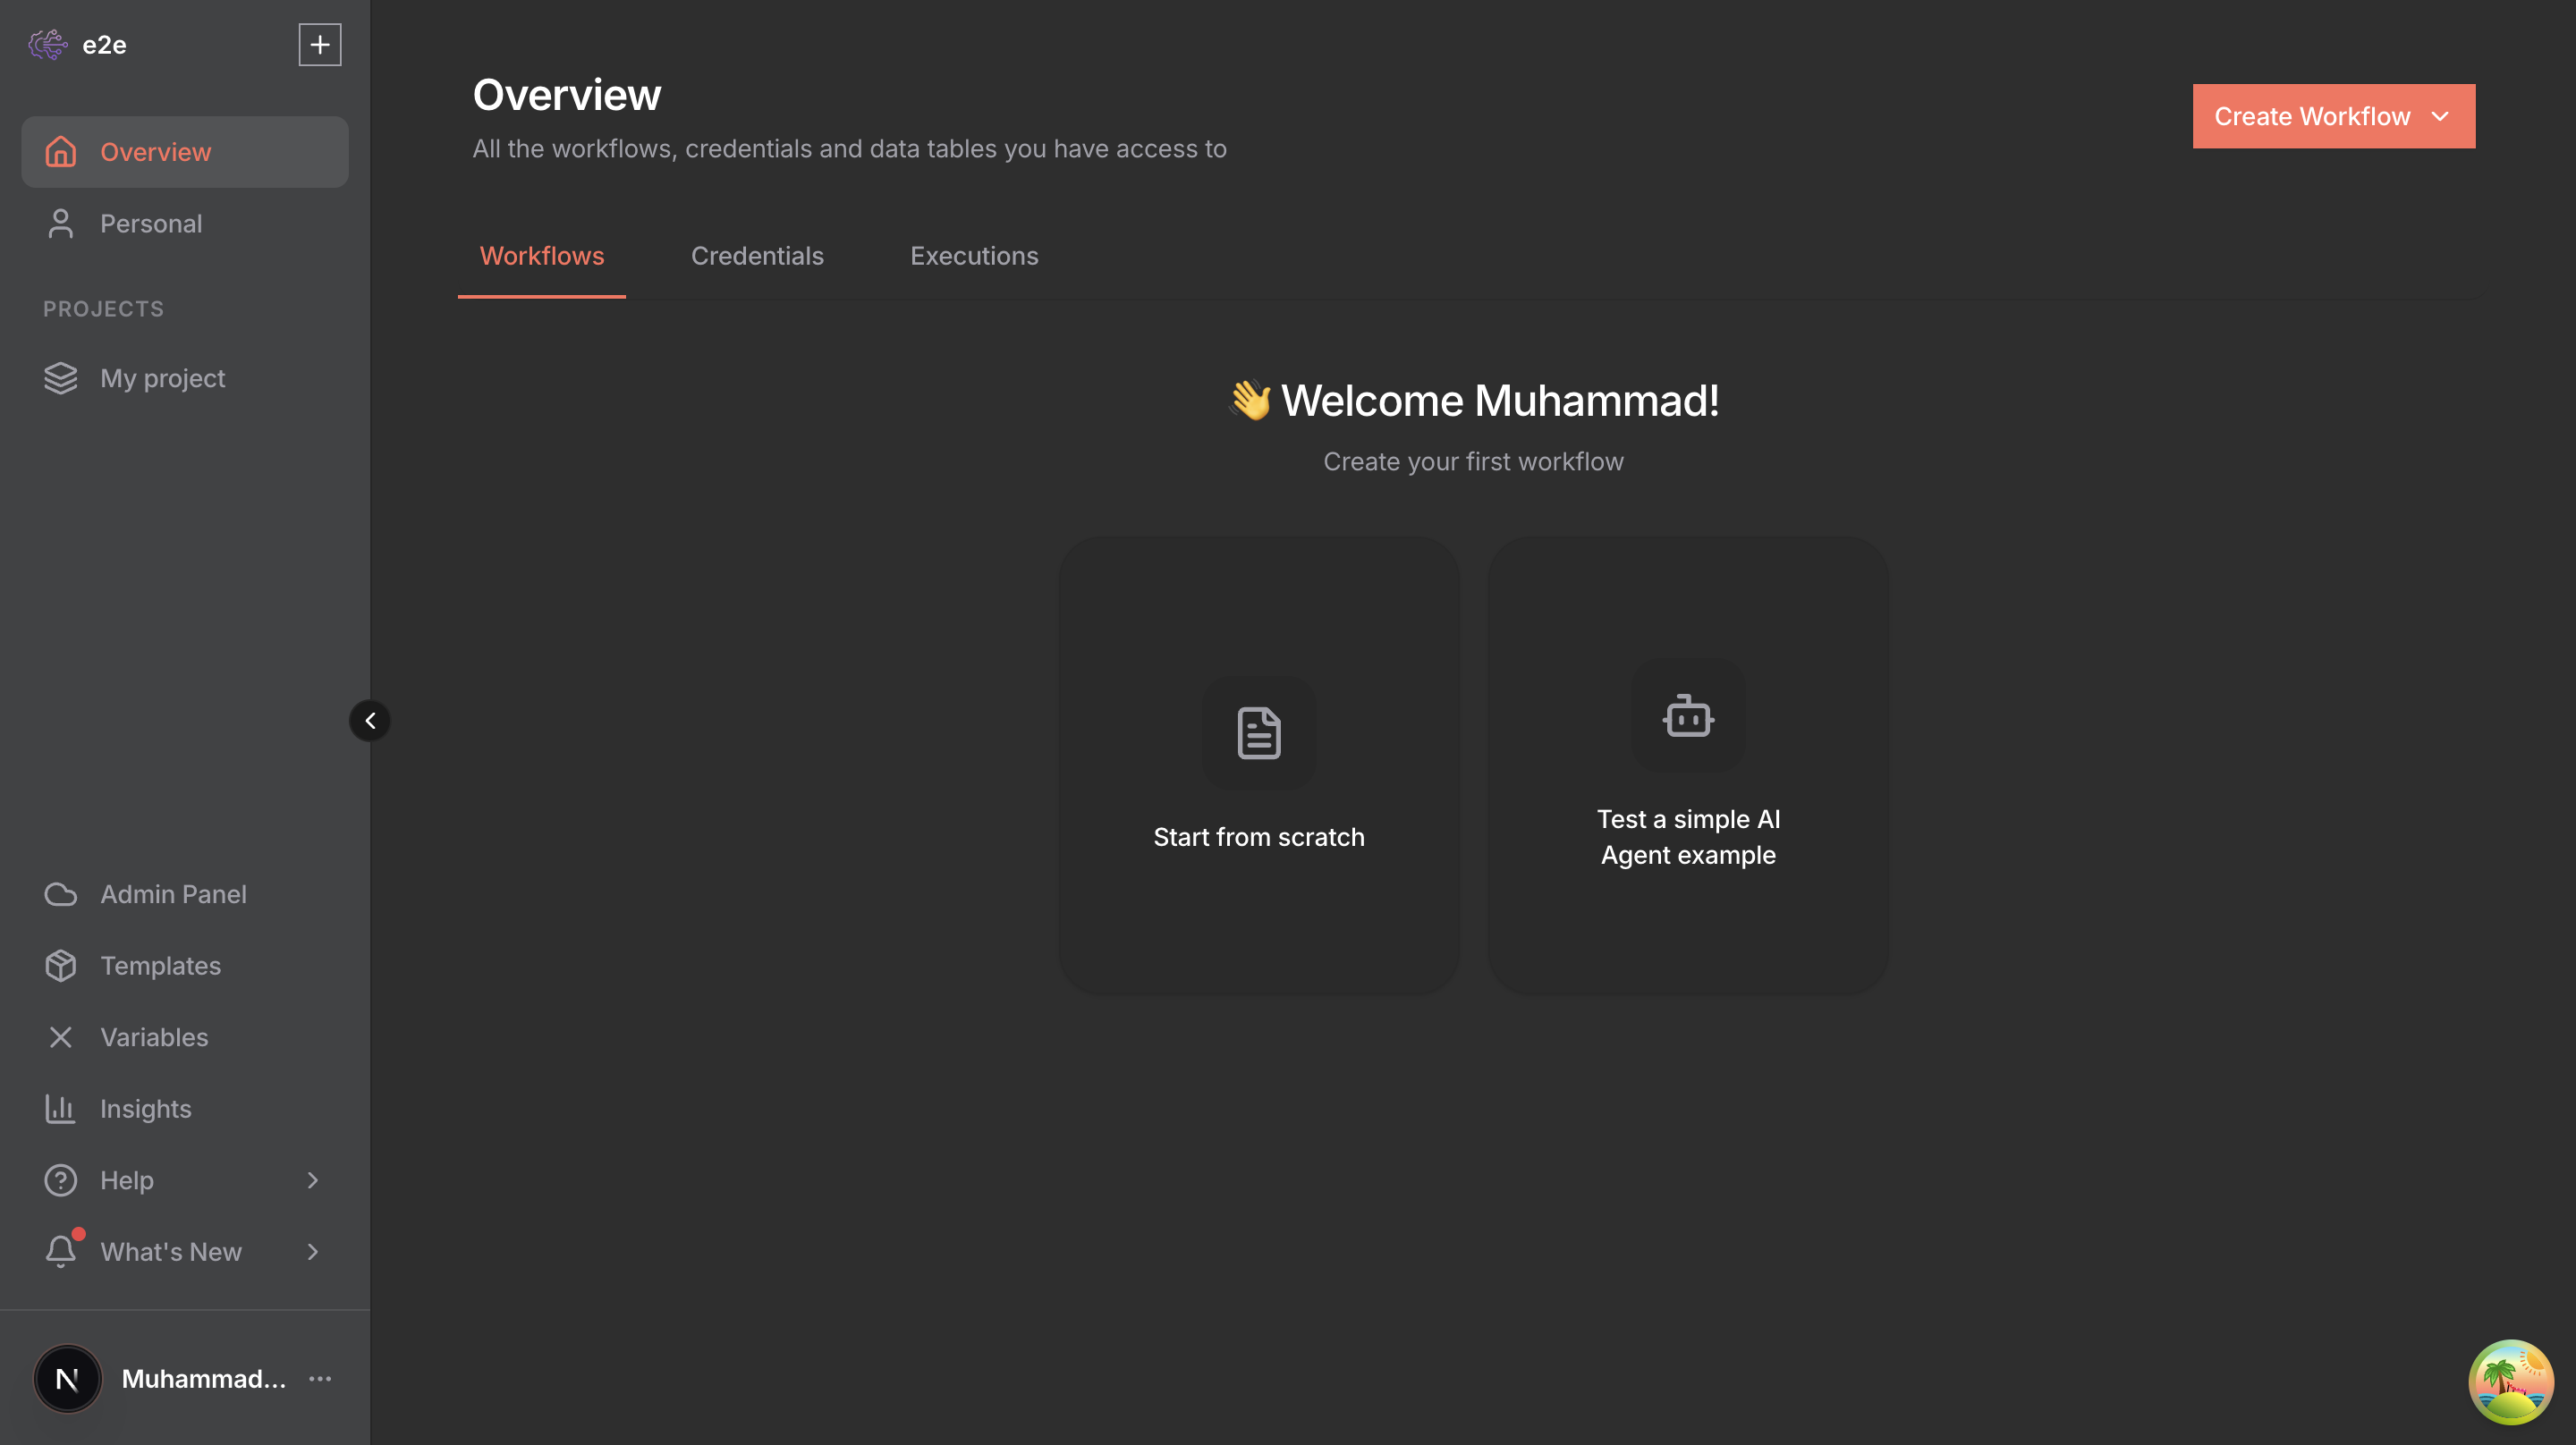 e2e
Overview
Personal
PROJECTS
My project
Admin Panel
Templates
Variables
Insights
Help
What's New
N
Muhammad...
Overview
All the workflows, credentials and data tables you have access to
Create Workflow
Workflows
Credentials
Executions
👋 Welcome Muhammad!
Create your first workflow
Start from scratch
Test a simple AI
Agent example